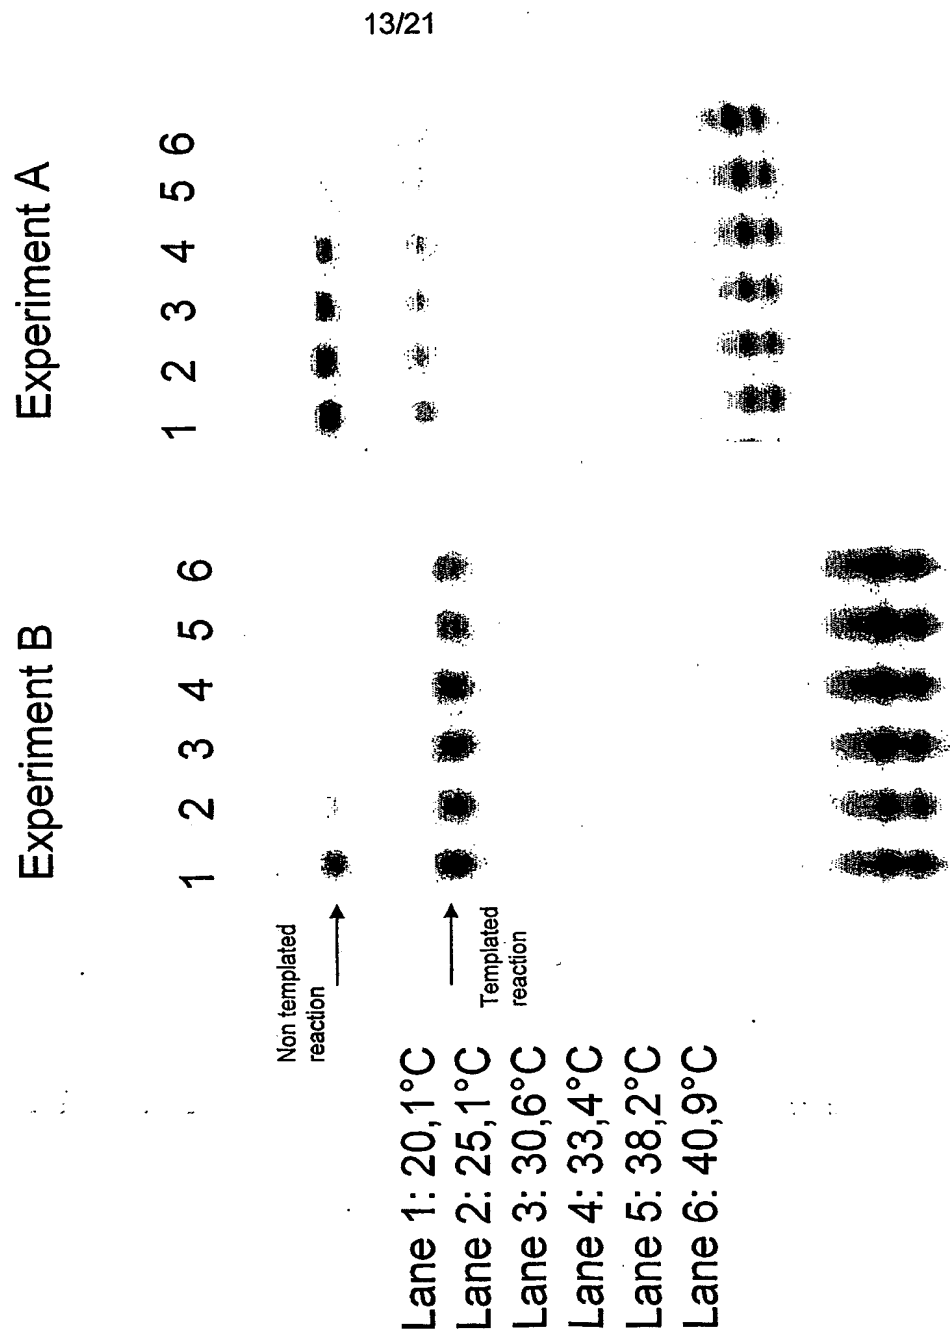 13/21
Experiment A
1 2 3 4 5 6
Experiment B
1 2 3 4 5 6
Non templated
reaction
Templated
reaction
Lane 1: 20,1°C
Lane 2: 25,1°C
Lane 3: 30,6°C
Lane 4: 33,4°C
Lane 5: 38,2°C
Lane 6: 40,9°C